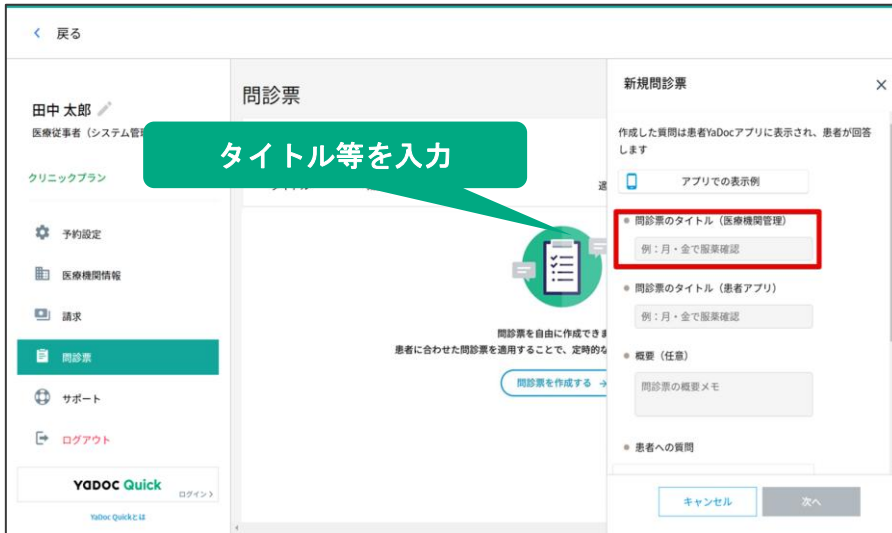 戻る
田中 太郎
医療従事者（システム管
クリニックプラン
予約設定
医療機関情報
請求
問診票
サポート
ログアウト
YaDOC Quick
ログイン
YaDoc Quickとは
問診票
タイトル等を入力
問診票を自由に作成できま
患者に合わせた問診票を適用することで、定時的な
問診票を作成する
新規問診票
作成した質問は患者YaDocアプリに表示され、患者が回答
します
アプリでの表示例
問診票のタイトル（医療機関管理）
例：月・金で服薬確認
問診票のタイトル（患者アプリ）
例：月・金で服薬確認
概要（任意）
問診票の概要メモ
患者への質問
キャンセル
次へ